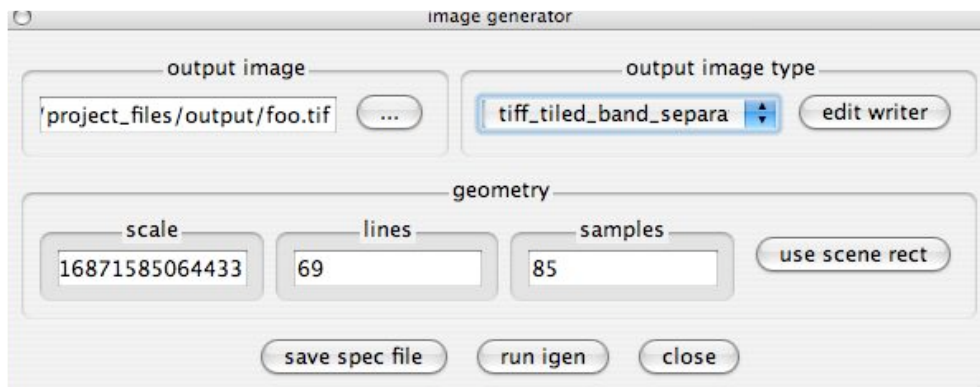 image generator
output image
output image type
/project_files/output/foo.tif
...
tiff_tiled_band_separa
edit writer
geometry
scale
lines
samples
16871585064433
69
85
use scene rect
save spec file
run igen
close